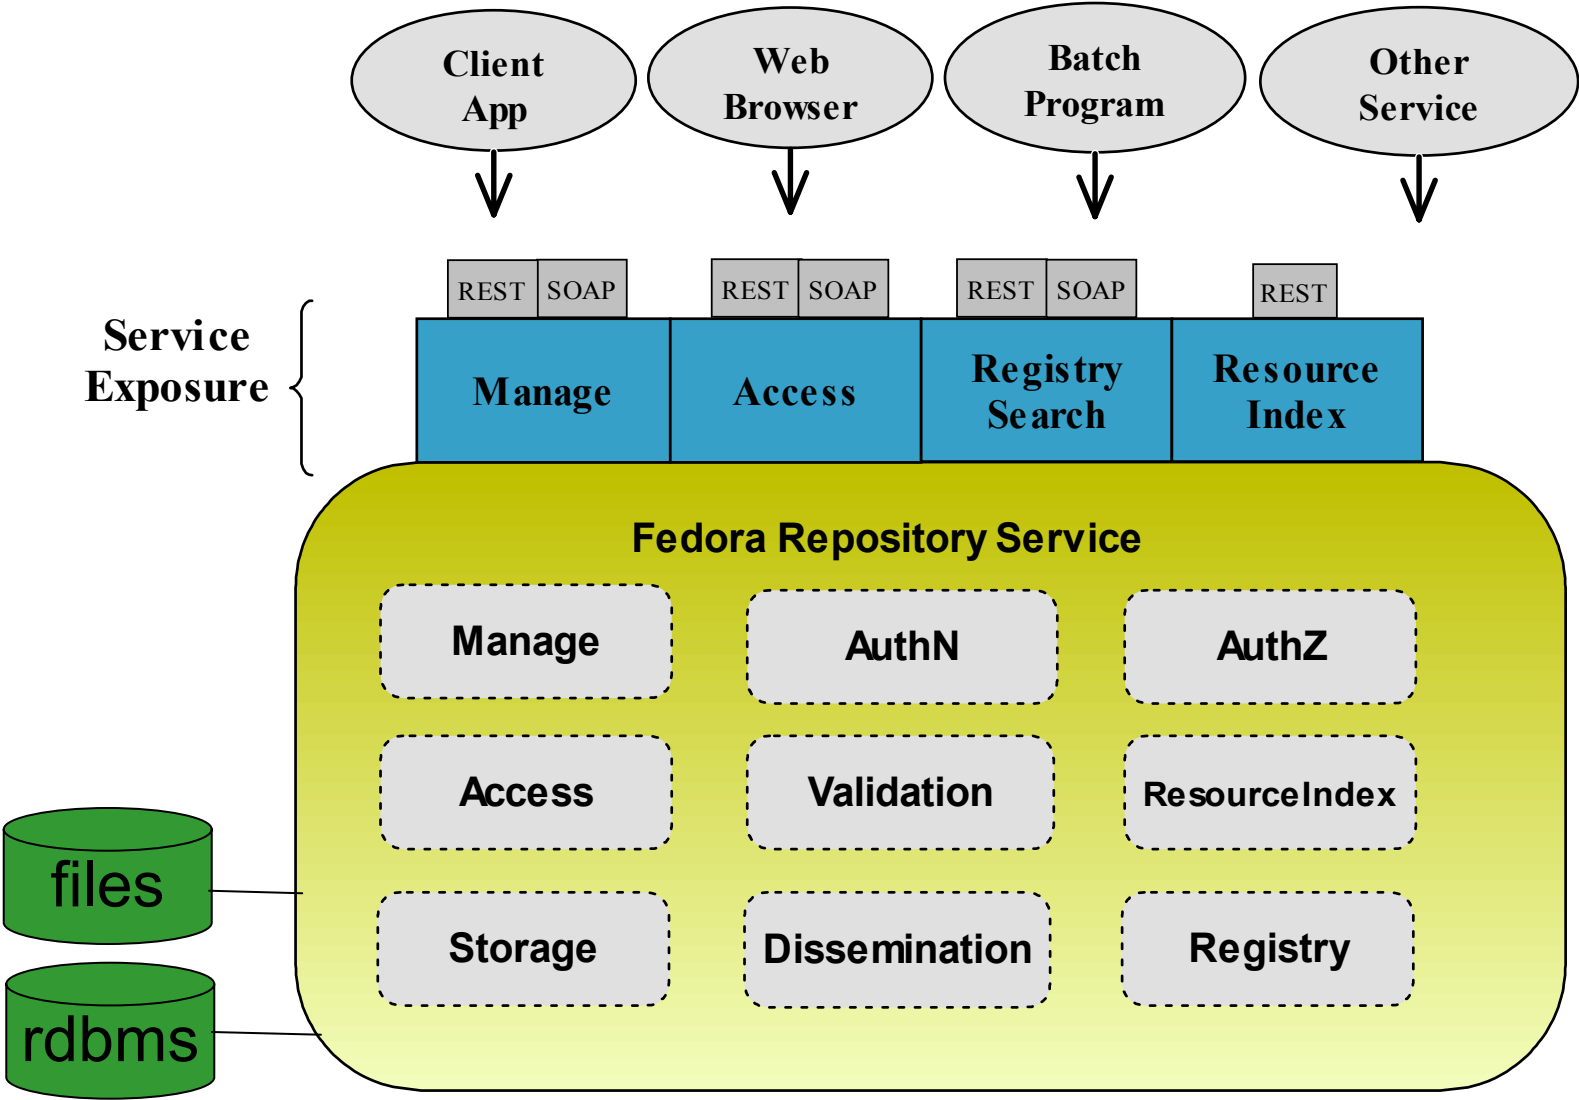 Client
App
Web
Browser
Batch
Program
Other
Service
REST SOAP
REST SOAP
REST SOAP
REST
Service
Exposure
Manage
Access
Registry
Search
Resource
Index
Fedora Repository Service
Manage
AuthN
AuthZ
Access
Validation
ResourceIndex
files
Storage
Dissemination
Registry
rdbms